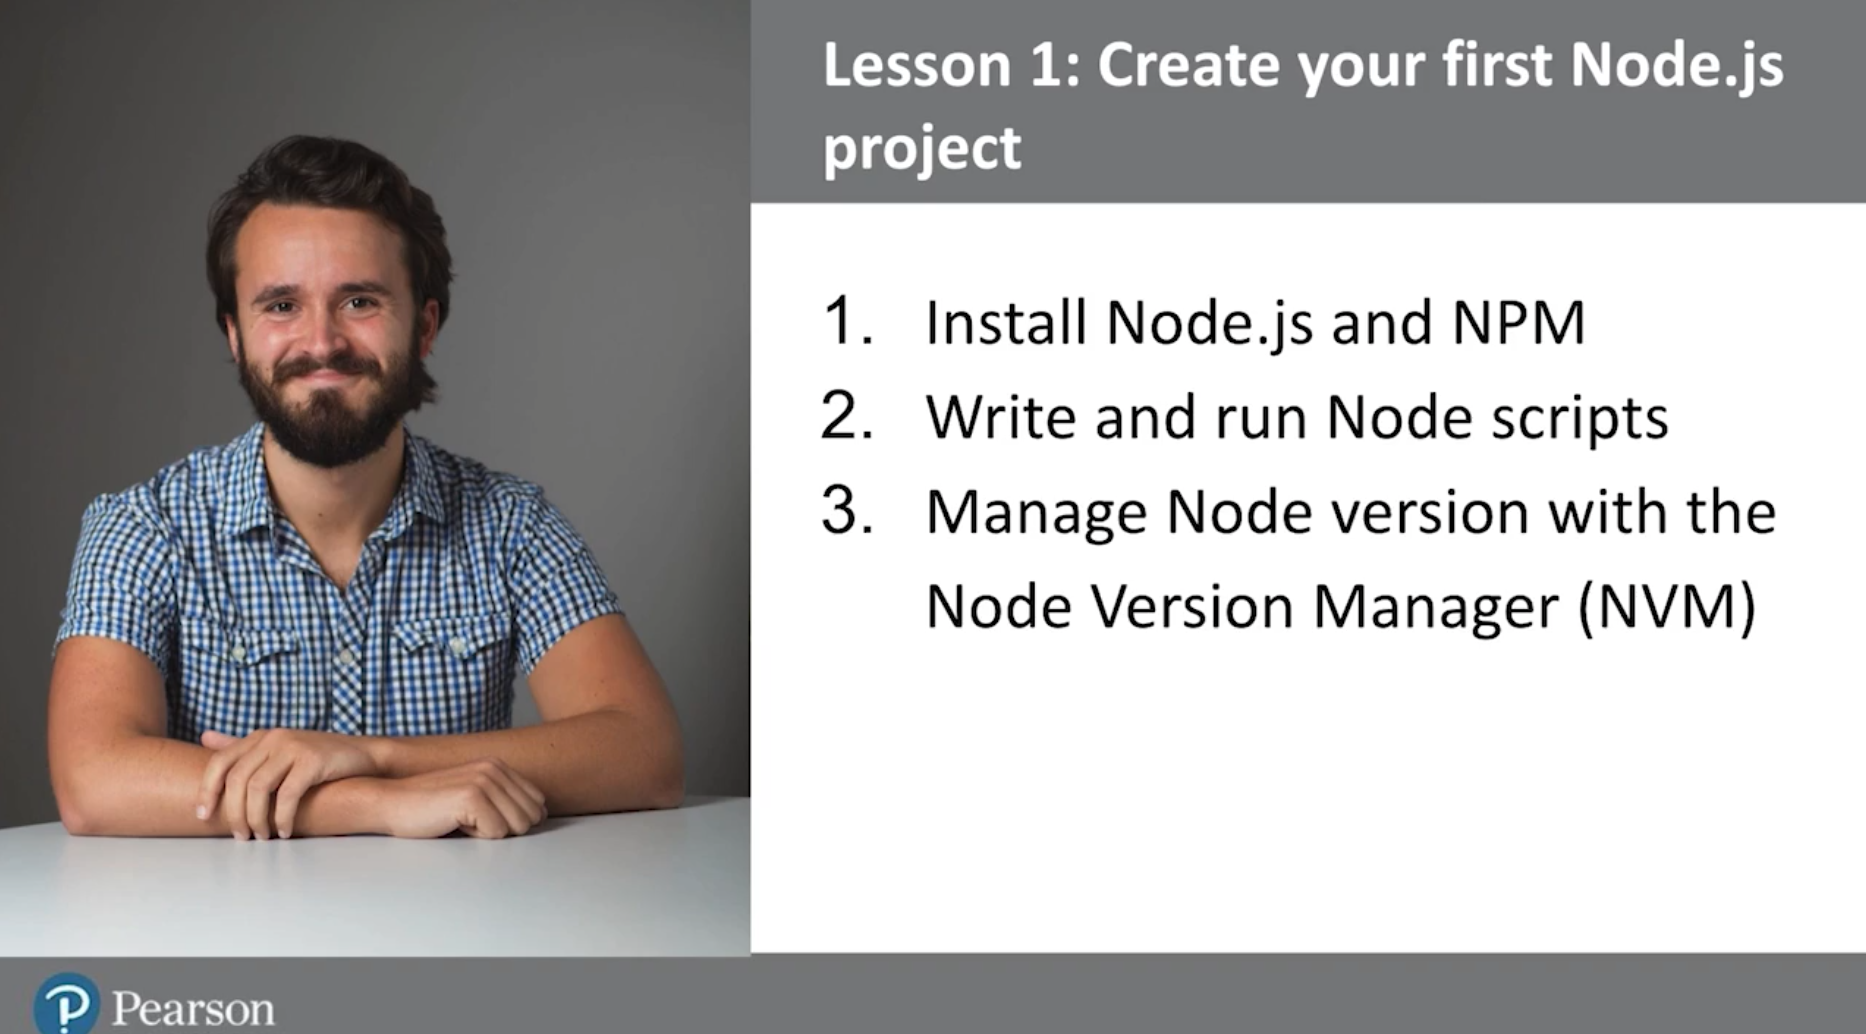 Lesson 1: Create your first Node.js
project
1. Install Node.js and NPM
2. Write and run Node scripts
3. Manage Node version with the
Node Version Manager (NVM)
Pearson